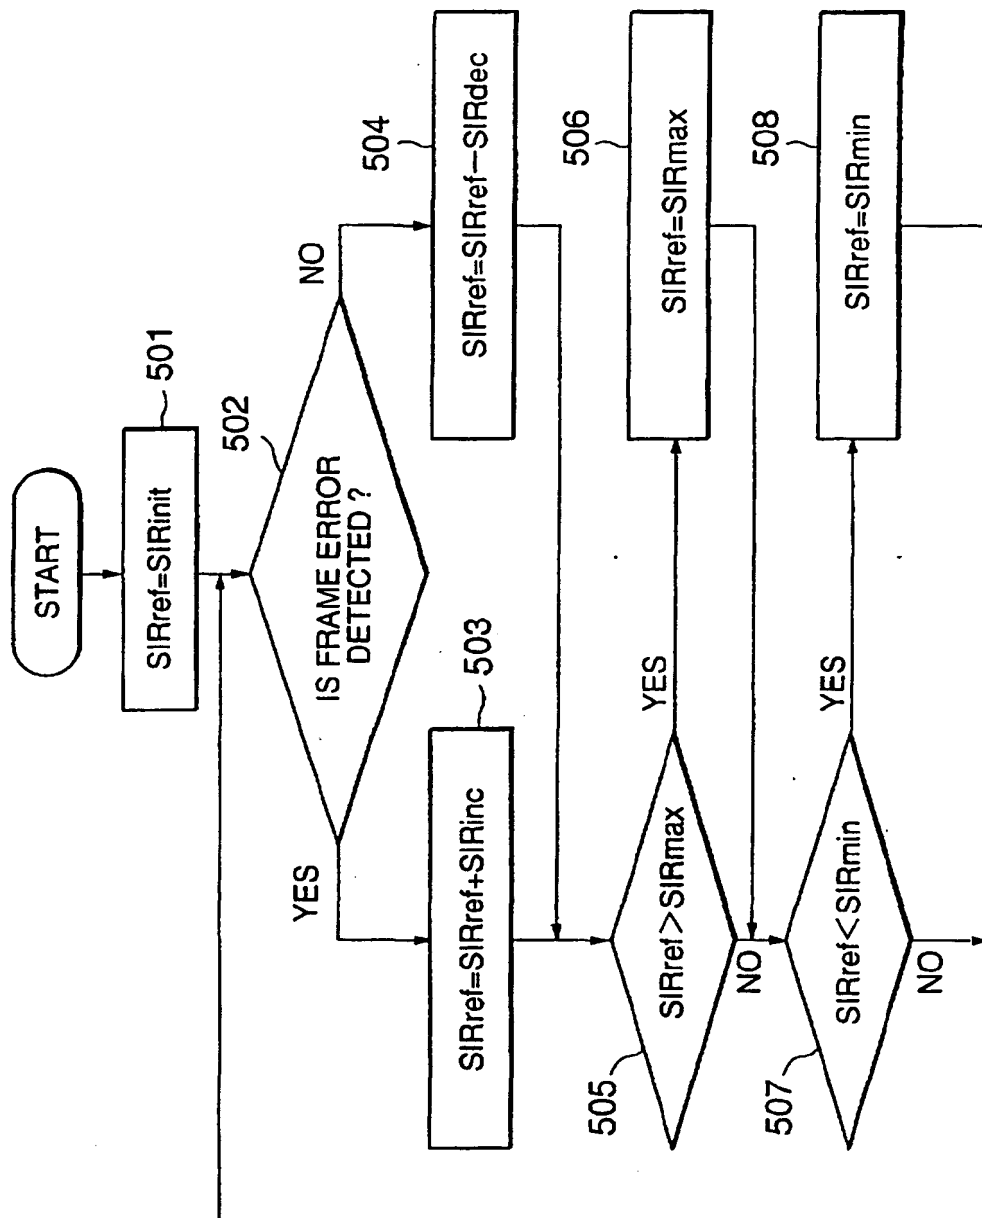 START
501
SIRref=SIRinit
502
IS FRAME ERROR
DETECTED ?
YES
NO
503
SIRref=SIRref+SIRinc
504
SIRref=SIRref−SIRdec
505
SIRref>SIRmax
YES
NO
506
SIRref=SIRmax
507
SIRref<SIRmin
YES
NO
508
SIRref=SIRmin